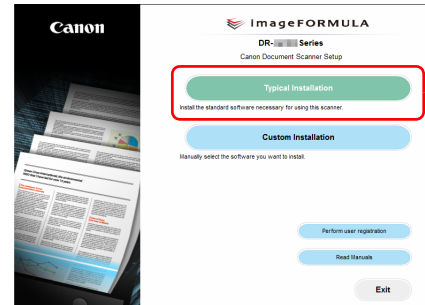 Canon
imageFORMULA
DR- Series
Canon Document Scanner Setup
Typical Installation
Install the standard software necessary for using this scanner.
Custom Installation
Manually select the software you want to install.
Perform user registration
Read Manuals
Exit